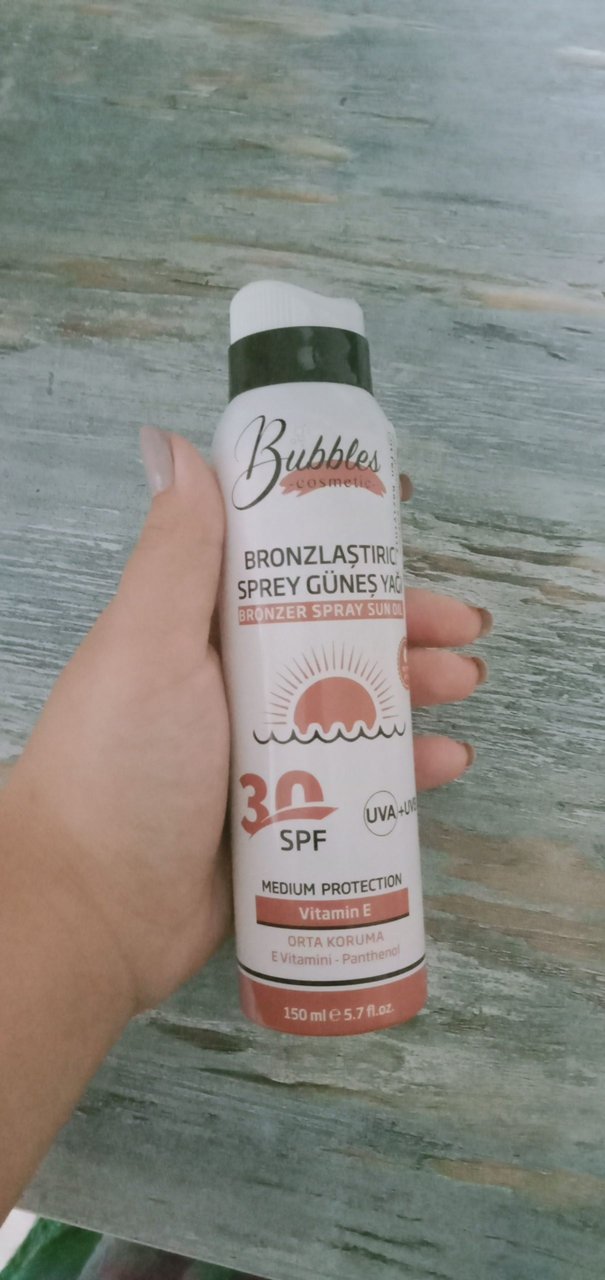 Bubbles
cosmetic
BRONZLAŞTIRICI
SPREY GÜNEŞ YAĞI
BRONZER SPRAY SUN OIL
30
SPF
UVA+UVB
MEDIUM PROTECTION
Vitamin E
ORTA KORUMA
E Vitamini - Panthenol
150 ml ℮ 5.7 fl.oz.